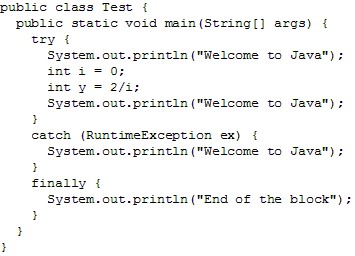 public class Test {
  public static void main(String[] args) {
    try {
      System.out.println("Welcome to Java");
      int i = 0;
      int y = 2/i;
      System.out.println("Welcome to Java");
    }
    catch (RuntimeException ex) {
      System.out.println("Welcome to Java");
    }
    finally {
      System.out.println("End of the block");
    }
  }
}